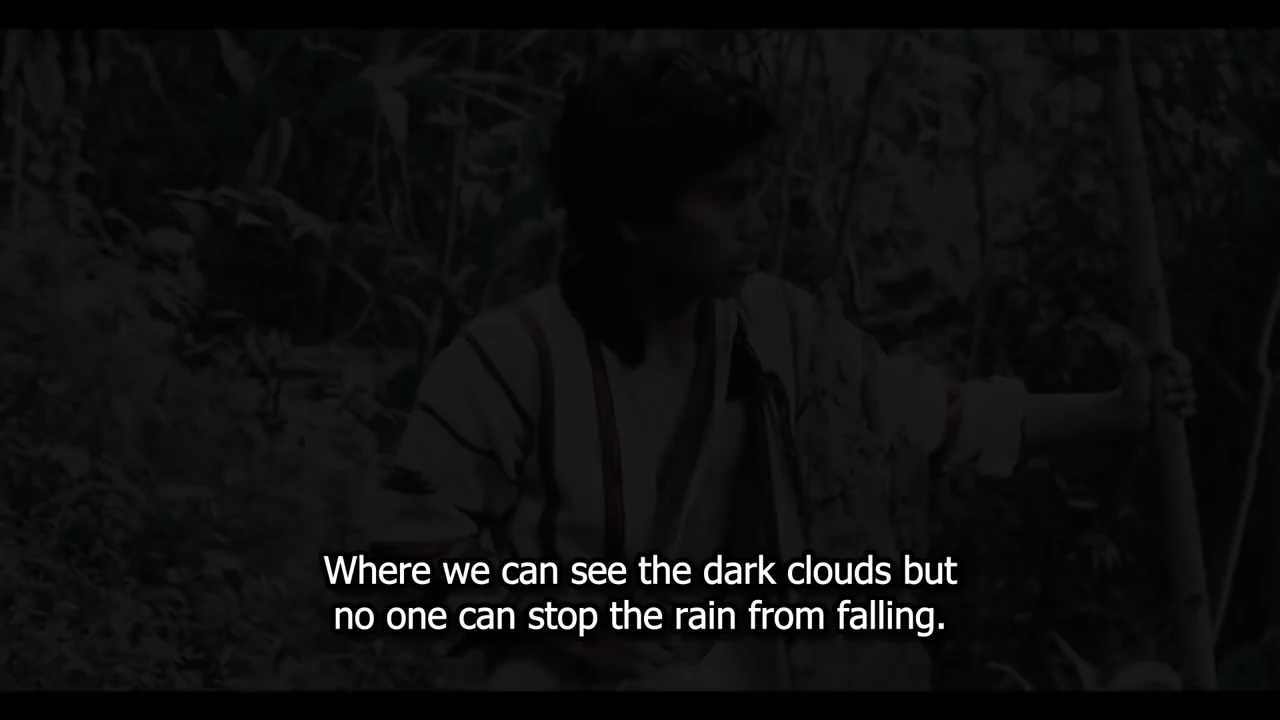 Where we can see the dark clouds but
no one can stop the rain from falling.